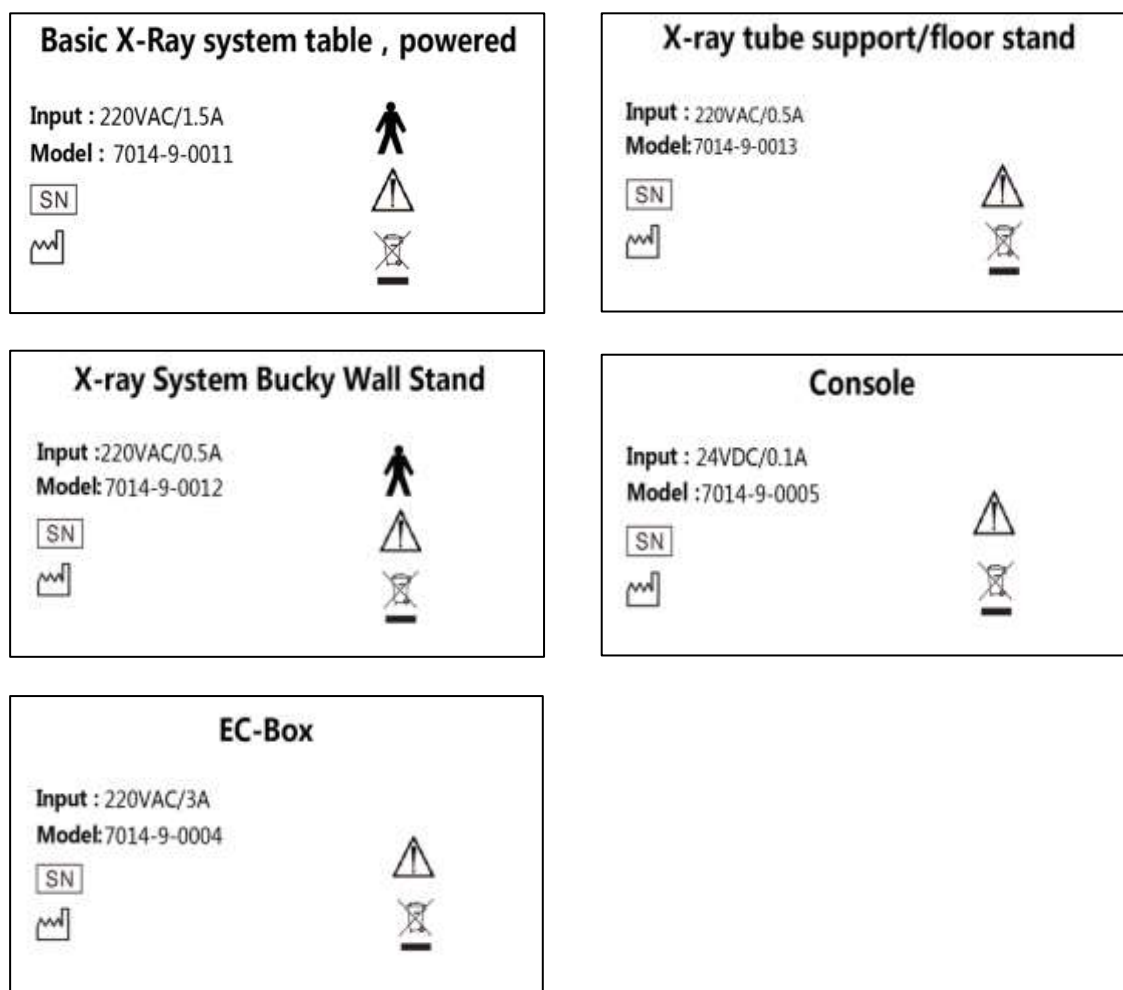 Basic X-Ray system table , powered
Input : 220VAC/1.5A
Model : 7014-9-0011
SN
X-ray tube support/floor stand
Input : 220VAC/0.5A
Model:7014-9-0013
SN
X-ray System Bucky Wall Stand
Input :220VAC/0.5A
Model:7014-9-0012
SN
Console
Input : 24VDC/0.1A
Model :7014-9-0005
SN
EC-Box
Input : 220VAC/3A
Model:7014-9-0004
SN